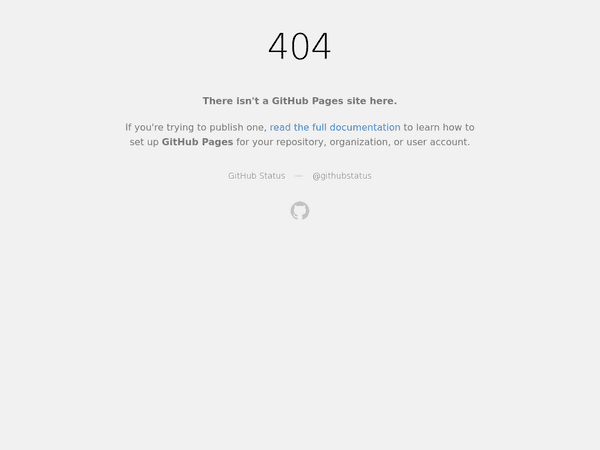 404
There isn't a GitHub Pages site here.
If you're trying to publish one, read the full documentation to learn how to
set up GitHub Pages for your repository, organization, or user account.
GitHub Status — @githubstatus